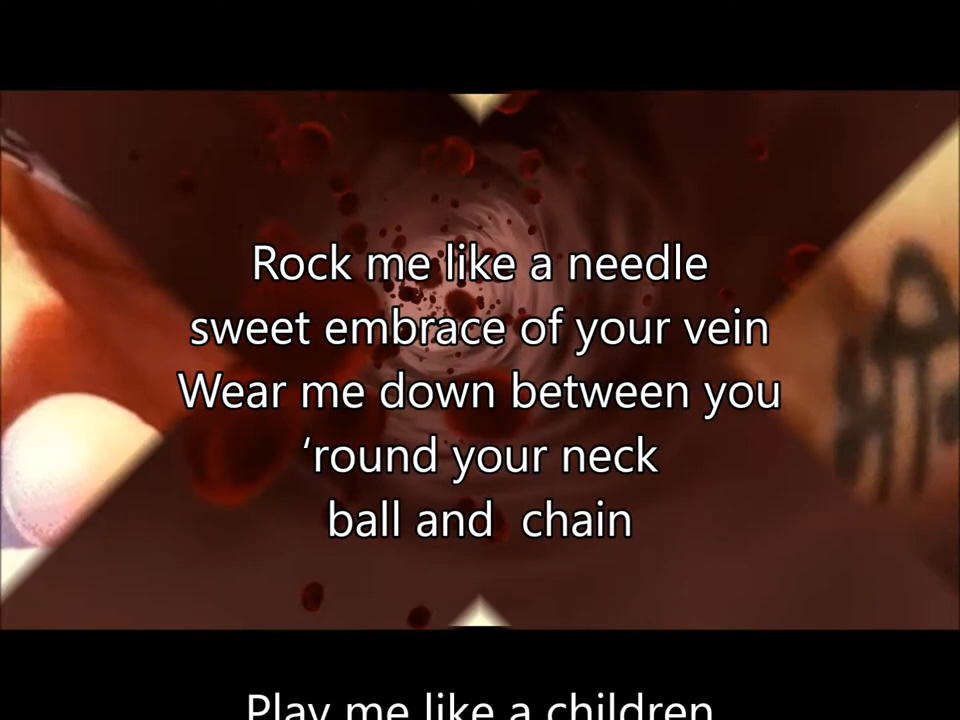 Rock me like a needle
sweet embrace of your vein
Wear me down between you
‘round your neck
ball and  chain
Play me like a children